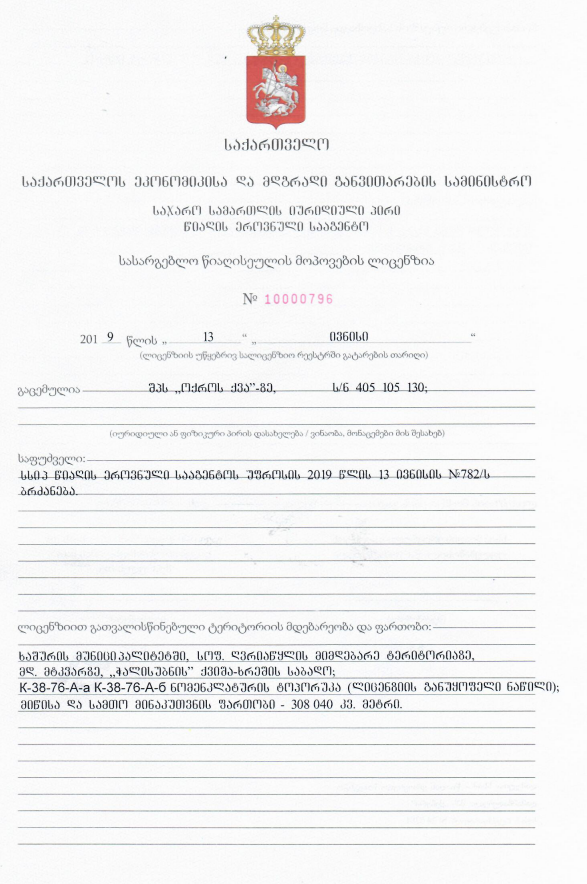 საქართველო
საქართველოს ეკონომიკისა და მდგრადი განვითარების სამინისტრო
საჯარო სამართლის იურიდიული პირი
წიაღის ეროვნული სააგენტო
სასარგებლო წიაღისეულის მოპოვების ლიცენზია
№ 10000796
201 9 წლის „ 13 “ „ ივნისი “
(ლიცენზიის უწყებრივ სალიცენზიო რეესტრში გატარების თარიღი)
გაცემულია შპს „ოქროს ქვა”-ზე, ს/ნ 405 105 130;
(იურიდიული ან ფიზიკური პირის დასახელება / ვინაობა, მონაცემები მის შესახებ)
საფუძველი:
სსიპ წიაღის ეროვნული სააგენტოს უფროსის 2019 წლის 13 ივნისის №782/ს
ბრძანება.
ლიცენზიით გათვალისწინებული ტერიტორიის მდებარეობა და ფართობი:
ხაშურის მუნიციპალიტეტში, სოფ. ღვრიაწყლის მიმდებარე ტერიტორიაზე,
მდ. მტკვარზე, „ჭალისუბნის” ქვიშა-ხრეშის საბადო;
К-38-76-А-а К-38-76-А-б ნომენკლატურის ტოპორუკა (ლიცენზიის განუყოფელი ნაწილი);
მიწისა და სამთო მინაკუთვნის ფართობი - 308 040 კვ. მეტრი.